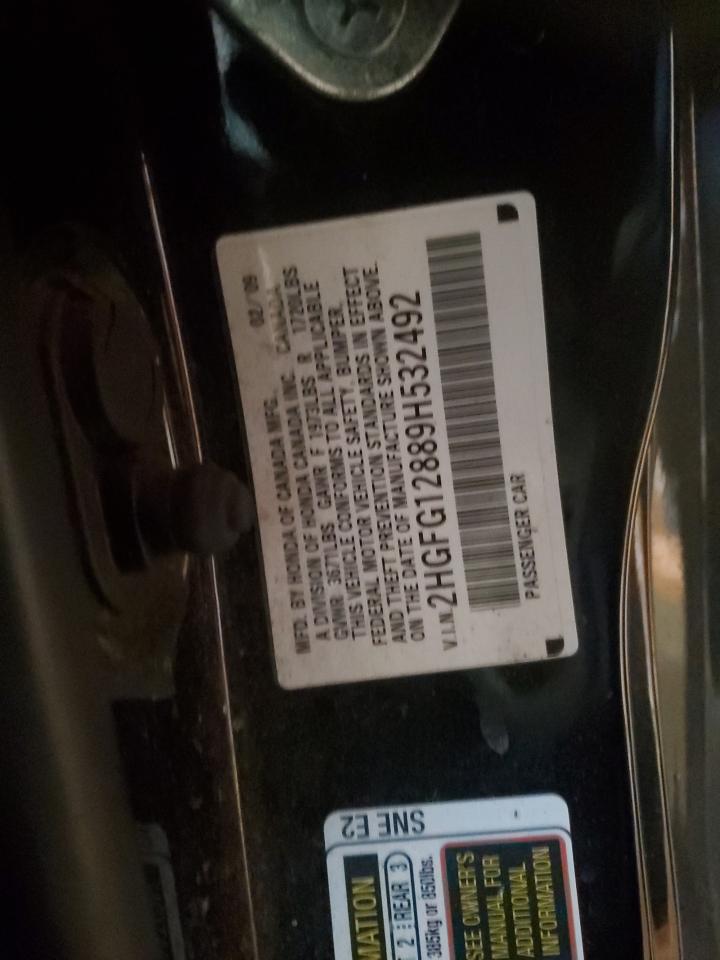 MFD. BY HONDA OF CANADA MFG. 02/09
A DIVISION OF HONDA CANADA INC. CANADA
GVWR 3671LBS GAWR F 1973LBS R 1720LBS
THIS VEHICLE CONFORMS TO ALL APPLICABLE
FEDERAL MOTOR VEHICLE SAFETY, BUMPER,
AND THEFT PREVENTION STANDARDS IN EFFECT
ON THE DATE OF MANUFACTURE SHOWN ABOVE.
V.I.N. 2HGFG12889H532492
PASSENGER CAR
SNE E2
MATION
2 REAR 3
385kg or 850lbs.
SEE OWNER'S
MANUAL FOR
ADDITIONAL
INFORMATION